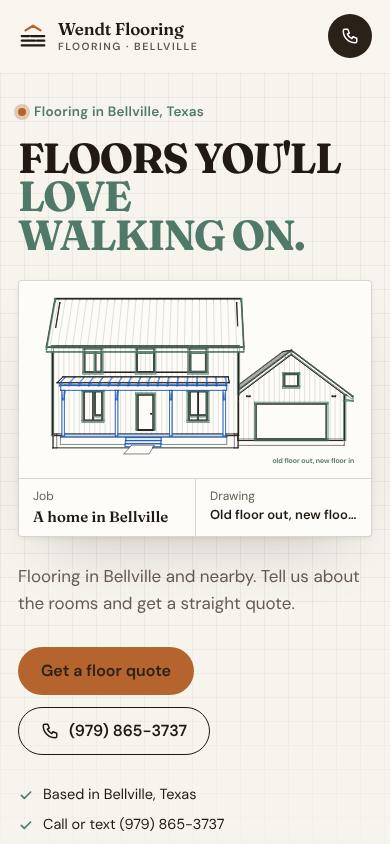 Wendt Flooring
FLOORING · BELLVILLE
Flooring in Bellville, Texas
FLOORS YOU'LL
LOVE
WALKING ON.
old floor out, new floor in
Job
A home in Bellville
Drawing
Old floor out, new floo...
Flooring in Bellville and nearby. Tell us about
the rooms and get a straight quote.
Get a floor quote
(979) 865-3737
Based in Bellville, Texas
Call or text (979) 865-3737